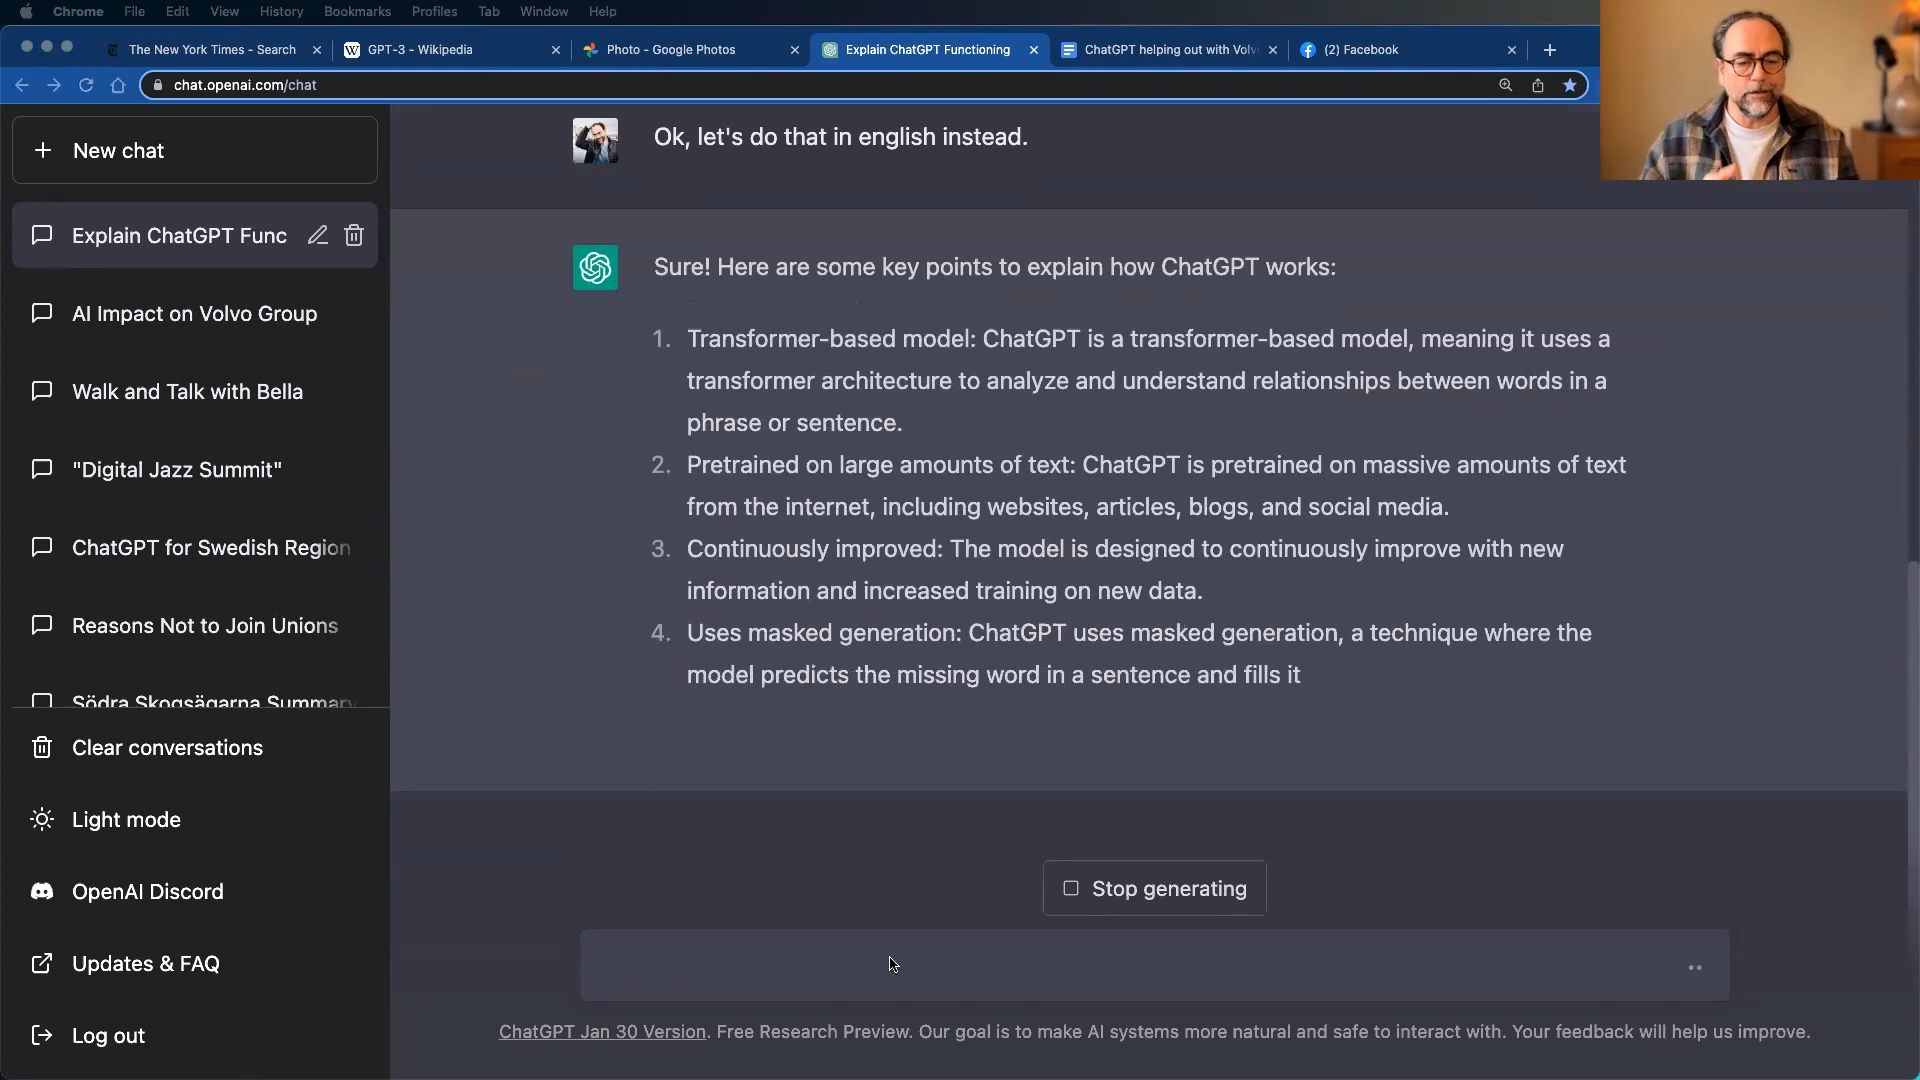 Chrome File Edit View History Bookmarks Profiles Tab Window Help
The New York Times - Search
GPT-3 - Wikipedia
Photo - Google Photos
Explain ChatGPT Functioning
ChatGPT helping out with Volv
(2) Facebook
chat.openai.com/chat
New chat
Explain ChatGPT Func
AI Impact on Volvo Group
Walk and Talk with Bella
"Digital Jazz Summit"
ChatGPT for Swedish Region
Reasons Not to Join Unions
Södra Skogsägarna Summary
Clear conversations
Light mode
OpenAI Discord
Updates & FAQ
Log out
Ok, let's do that in english instead.
Sure! Here are some key points to explain how ChatGPT works:
1. Transformer-based model: ChatGPT is a transformer-based model, meaning it uses a
transformer architecture to analyze and understand relationships between words in a
phrase or sentence.
2. Pretrained on large amounts of text: ChatGPT is pretrained on massive amounts of text
from the internet, including websites, articles, blogs, and social media.
3. Continuously improved: The model is designed to continuously improve with new
information and increased training on new data.
4. Uses masked generation: ChatGPT uses masked generation, a technique where the
model predicts the missing word in a sentence and fills it
Stop generating
ChatGPT Jan 30 Version. Free Research Preview. Our goal is to make AI systems more natural and safe to interact with. Your feedback will help us improve.